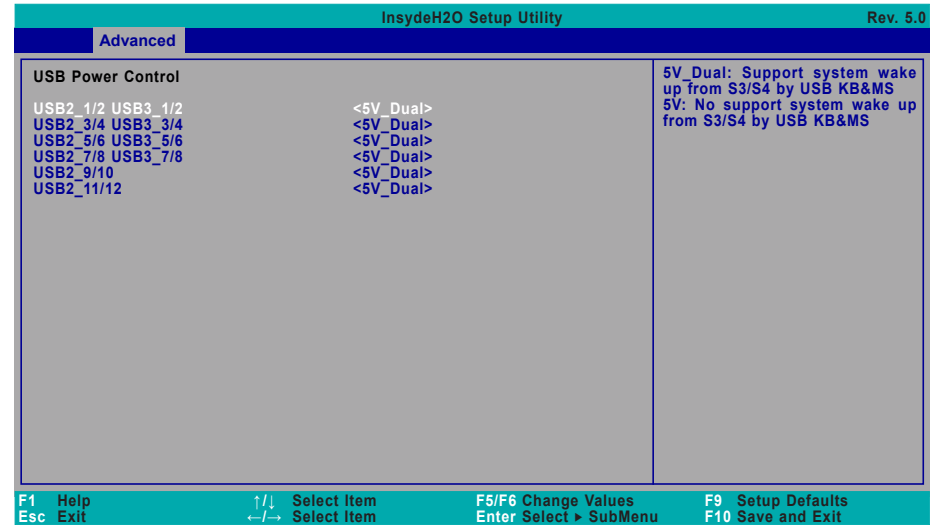 InsydeH2O Setup Utility Rev. 5.0
Advanced
USB Power Control
USB2_1/2 USB3_1/2 <5V_Dual>
USB2_3/4 USB3_3/4 <5V_Dual>
USB2_5/6 USB3_5/6 <5V_Dual>
USB2_7/8 USB3_7/8 <5V_Dual>
USB2_9/10 <5V_Dual>
USB2_11/12 <5V_Dual>
5V_Dual: Support system wake
up from S3/S4 by USB KB&MS
5V: No support system wake up
from S3/S4 by USB KB&MS
F1 Help ↑/↓ Select Item F5/F6 Change Values F9 Setup Defaults
Esc Exit ←/→ Select Item Enter Select ▸ SubMenu F10 Save and Exit